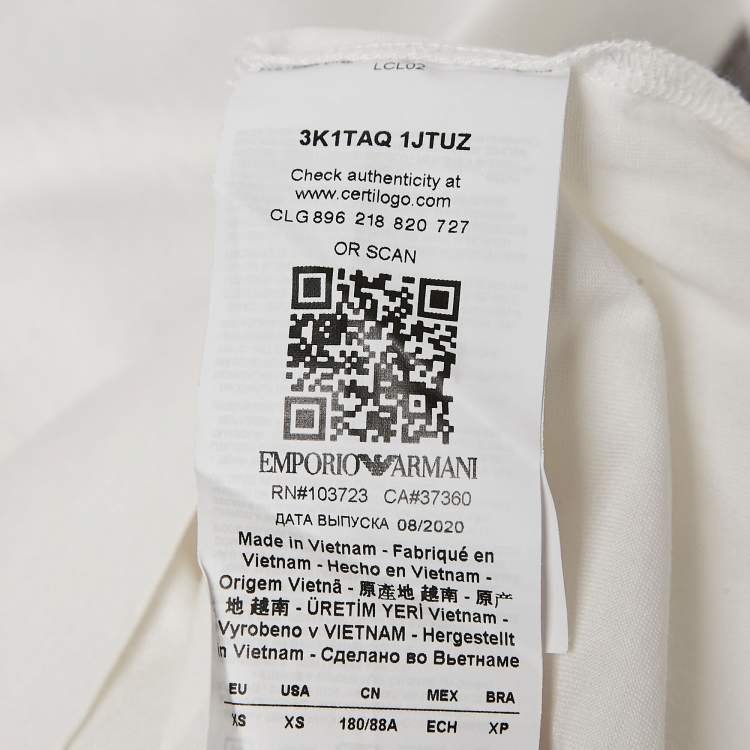 LCL02
3K1TAQ 1JTUZ
Check authenticity at
www.certilogo.com
CLG 896 218 820 727
OR SCAN
EMPORIO ARMANI
RN#103723 CA#37360
ДАТА ВЫПУСКА 08/2020
Made in Vietnam - Fabriqué en
Vietnam - Hecho en Vietnam -
Origem Vietnã - 原產地 越南 - 原产
地 越南 - ÜRETİM YERİ Vietnam -
Vyrobeno v VIETNAM - Hergestellt
in Vietnam - Сделано во Вьетнаме
EU USA CN MEX BRA
XS XS 180/88A ECH XP